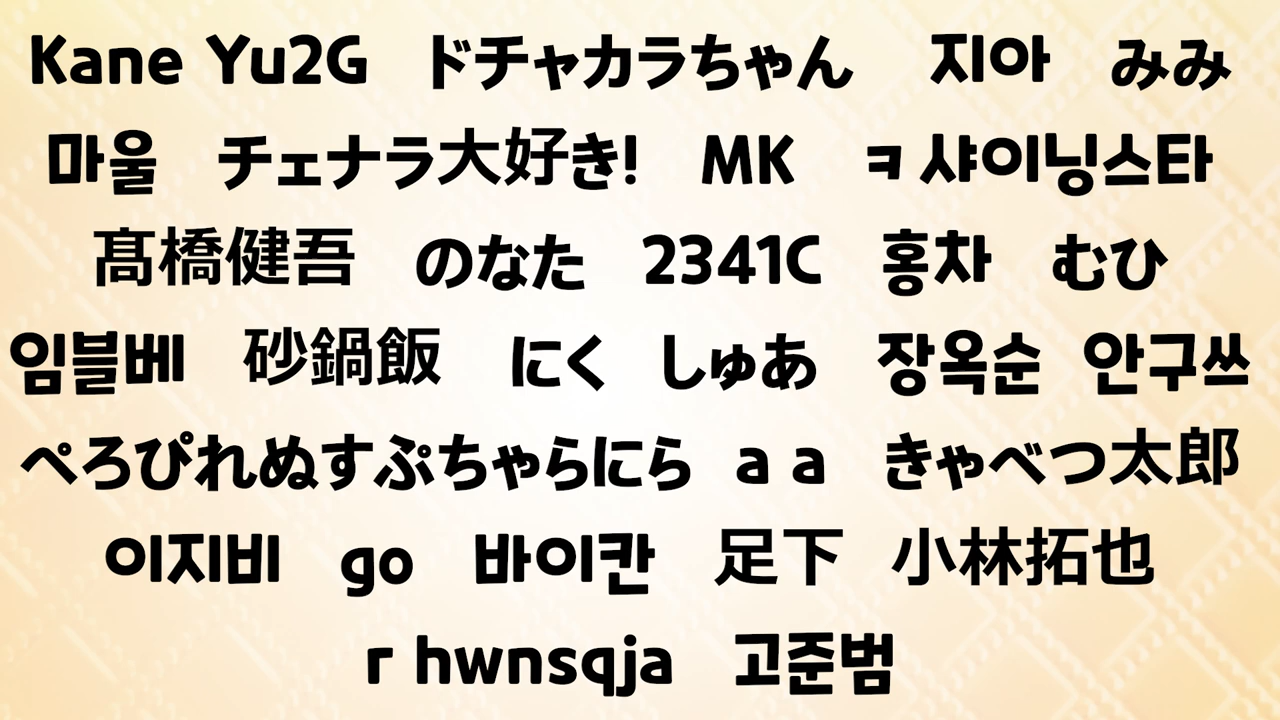 Kane Yu2G ドチャカラちゃん 지아 みみ
마울 チェナラ大好き! MK ㅋ 샤이닝스타
髙橋健吾 のなた 2341C 홍차 むひ
임블베 砂鍋飯 にく しゅあ 장옥순 안구쓰
ぺろぴれぬすぷちゃらにら a a きゃべつ太郎
이지비 go 바이칸 足下 小林拓也
r hwnsqja 고준범